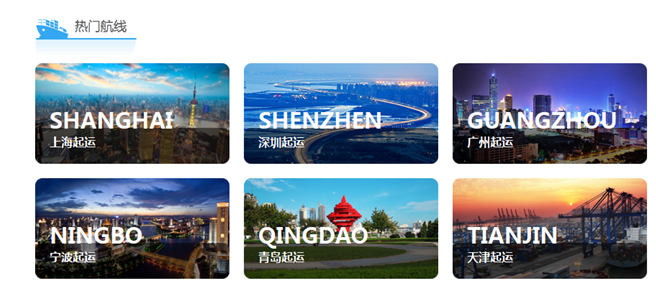 热门航线
SHANGHAI
上海起运
SHENZHEN
深圳起运
GUANGZHOU
广州起运
NINGBO
宁波起运
QINGDAO
青岛起运
TIANJIN
天津起运